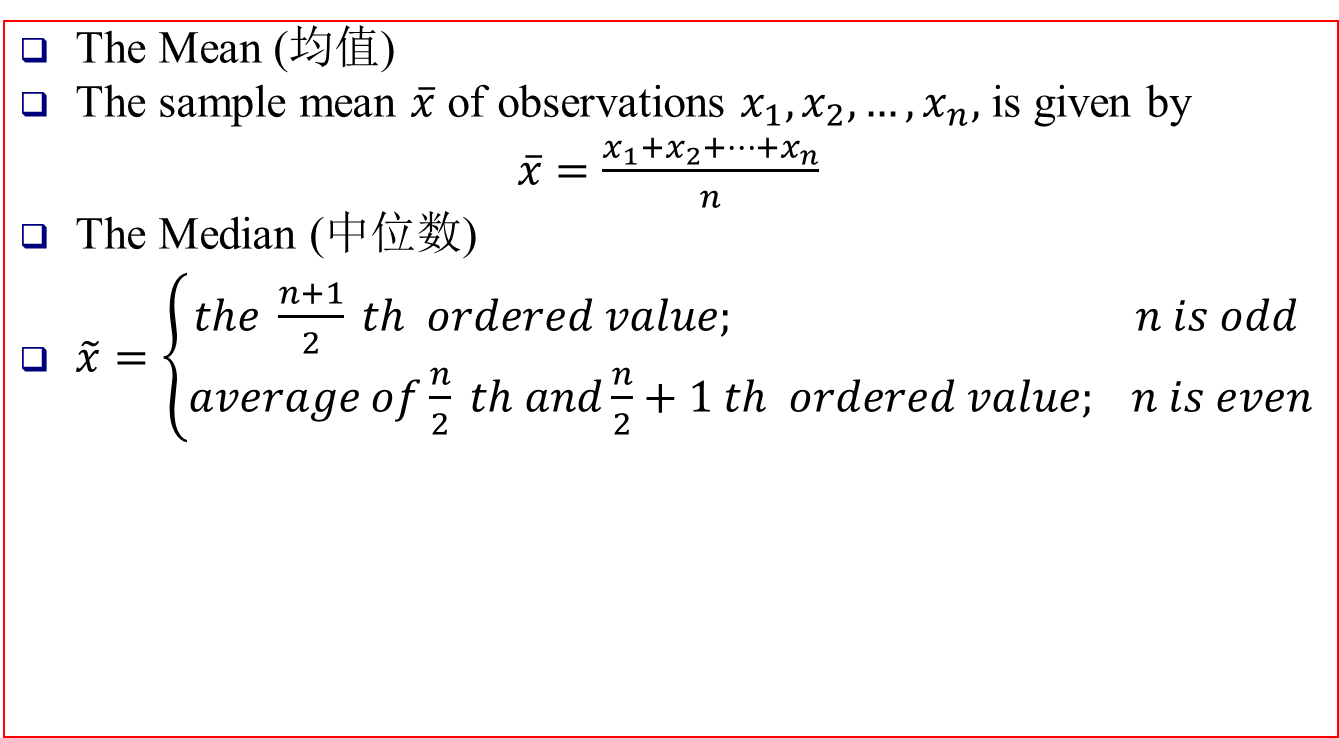 ❑ The Mean (均值)
❑ The sample mean x̄ of observations x₁, x₂, … , xₙ, is given by
x̄ = (x₁+x₂+⋯+xₙ)/n
❑ The Median (中位数)
❑ x̃ = { the (n+1)/2 th ordered value; n is odd
average of n/2 th and n/2 + 1 th ordered value; n is even